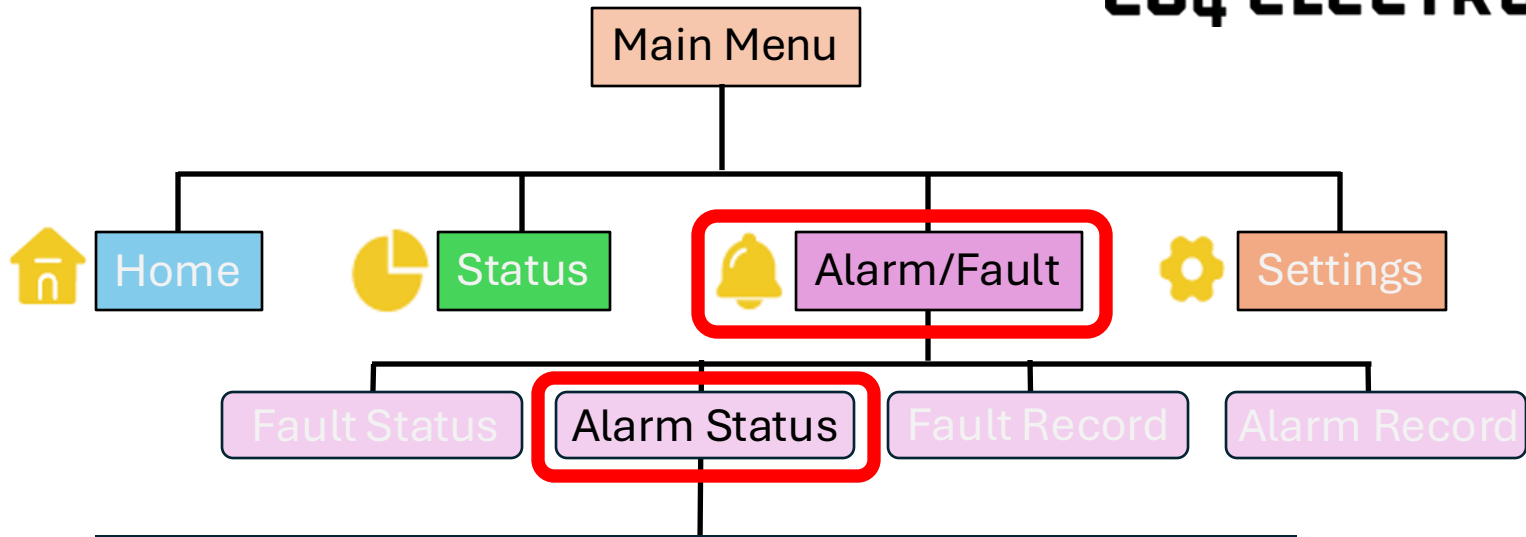 Main Menu
Home
Status
Alarm/Fault
Settings
Fault Status
Alarm Status
Fault Record
Alarm Record